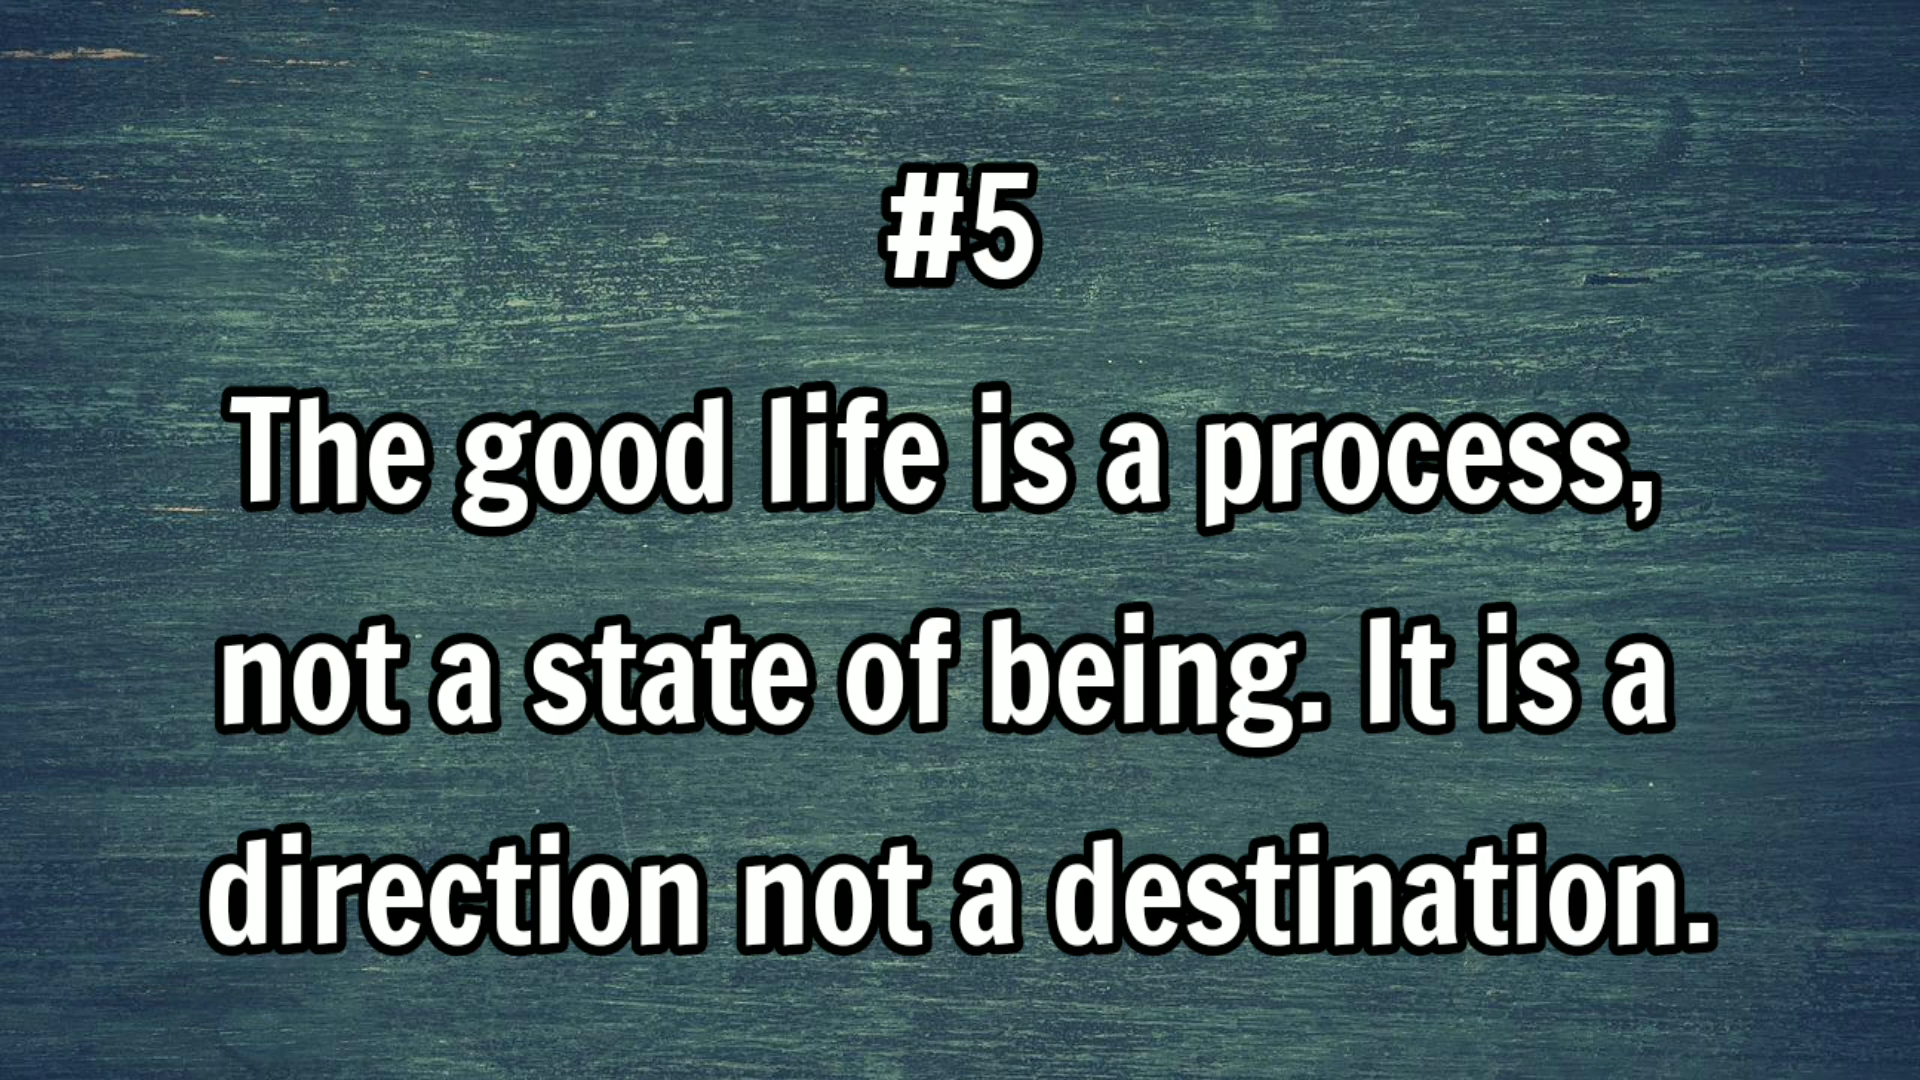 #5
The good life is a process,
not a state of being. It is a
direction not a destination.